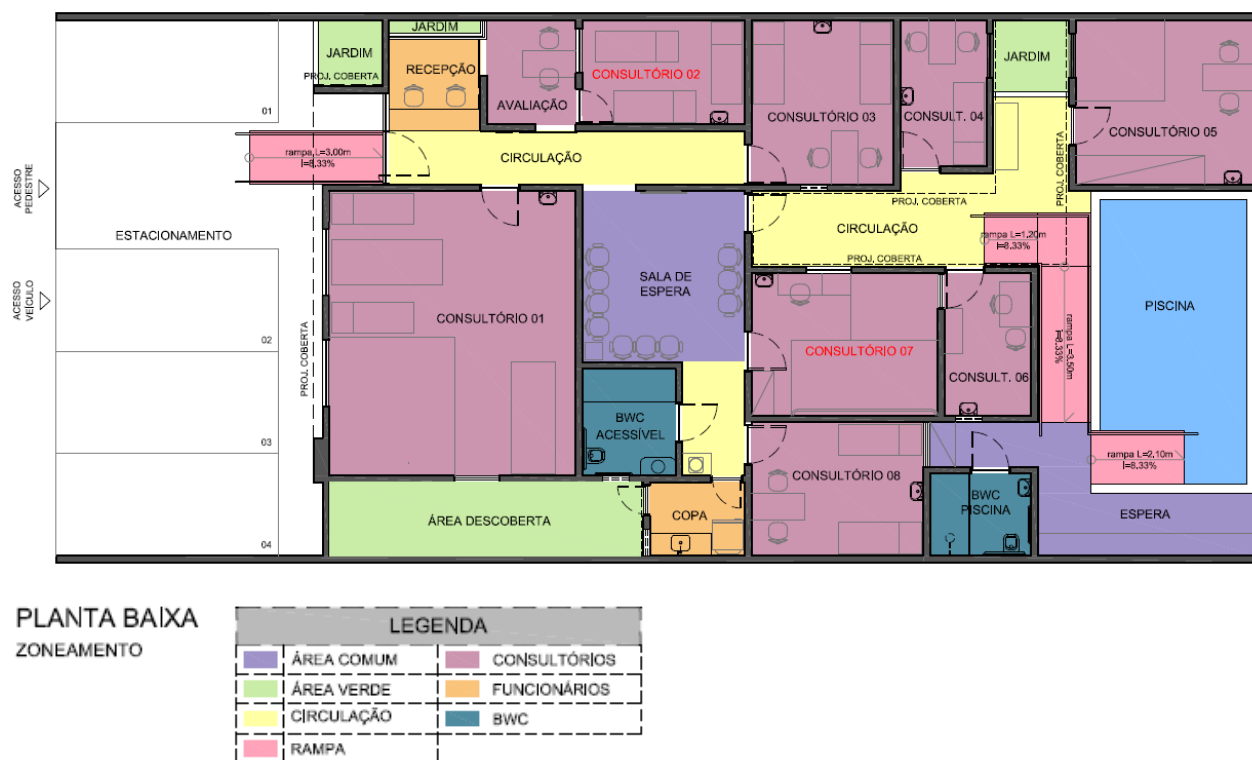 JARDIM
JARDIM
PROJ. COBERTA
RECEPÇÃO
AVALIAÇÃO
CONSULTÓRIO 02
CONSULTÓRIO 03
CONSULT. 04
JARDIM
CONSULTÓRIO 05
01
rampa L=3,00m
i=8,33%
CIRCULAÇÃO
ACESSO
PEDESTRE
ESTACIONAMENTO
ACESSO
VEÍCULO
PROJ. COBERTA
PROJ. COBERTA
PROJ. COBERTA
CIRCULAÇÃO
PROJ. COBERTA
rampa L=1,20m
i=8,33%
SALA DE
ESPERA
CONSULTÓRIO 01
02
CONSULTÓRIO 07
CONSULT. 06
rampa L=3,50m
i=8,33%
PISCINA
BWC
ACESSÍVEL
03
CONSULTÓRIO 08
rampa L=2,10m
i=8,33%
BWC
PISCINA
ESPERA
ÁREA DESCOBERTA
COPA
04
PLANTA BAIXA
ZONEAMENTO
LEGENDA
ÁREA COMUM
CONSULTÓRIOS
ÁREA VERDE
FUNCIONÁRIOS
CIRCULAÇÃO
BWC
RAMPA